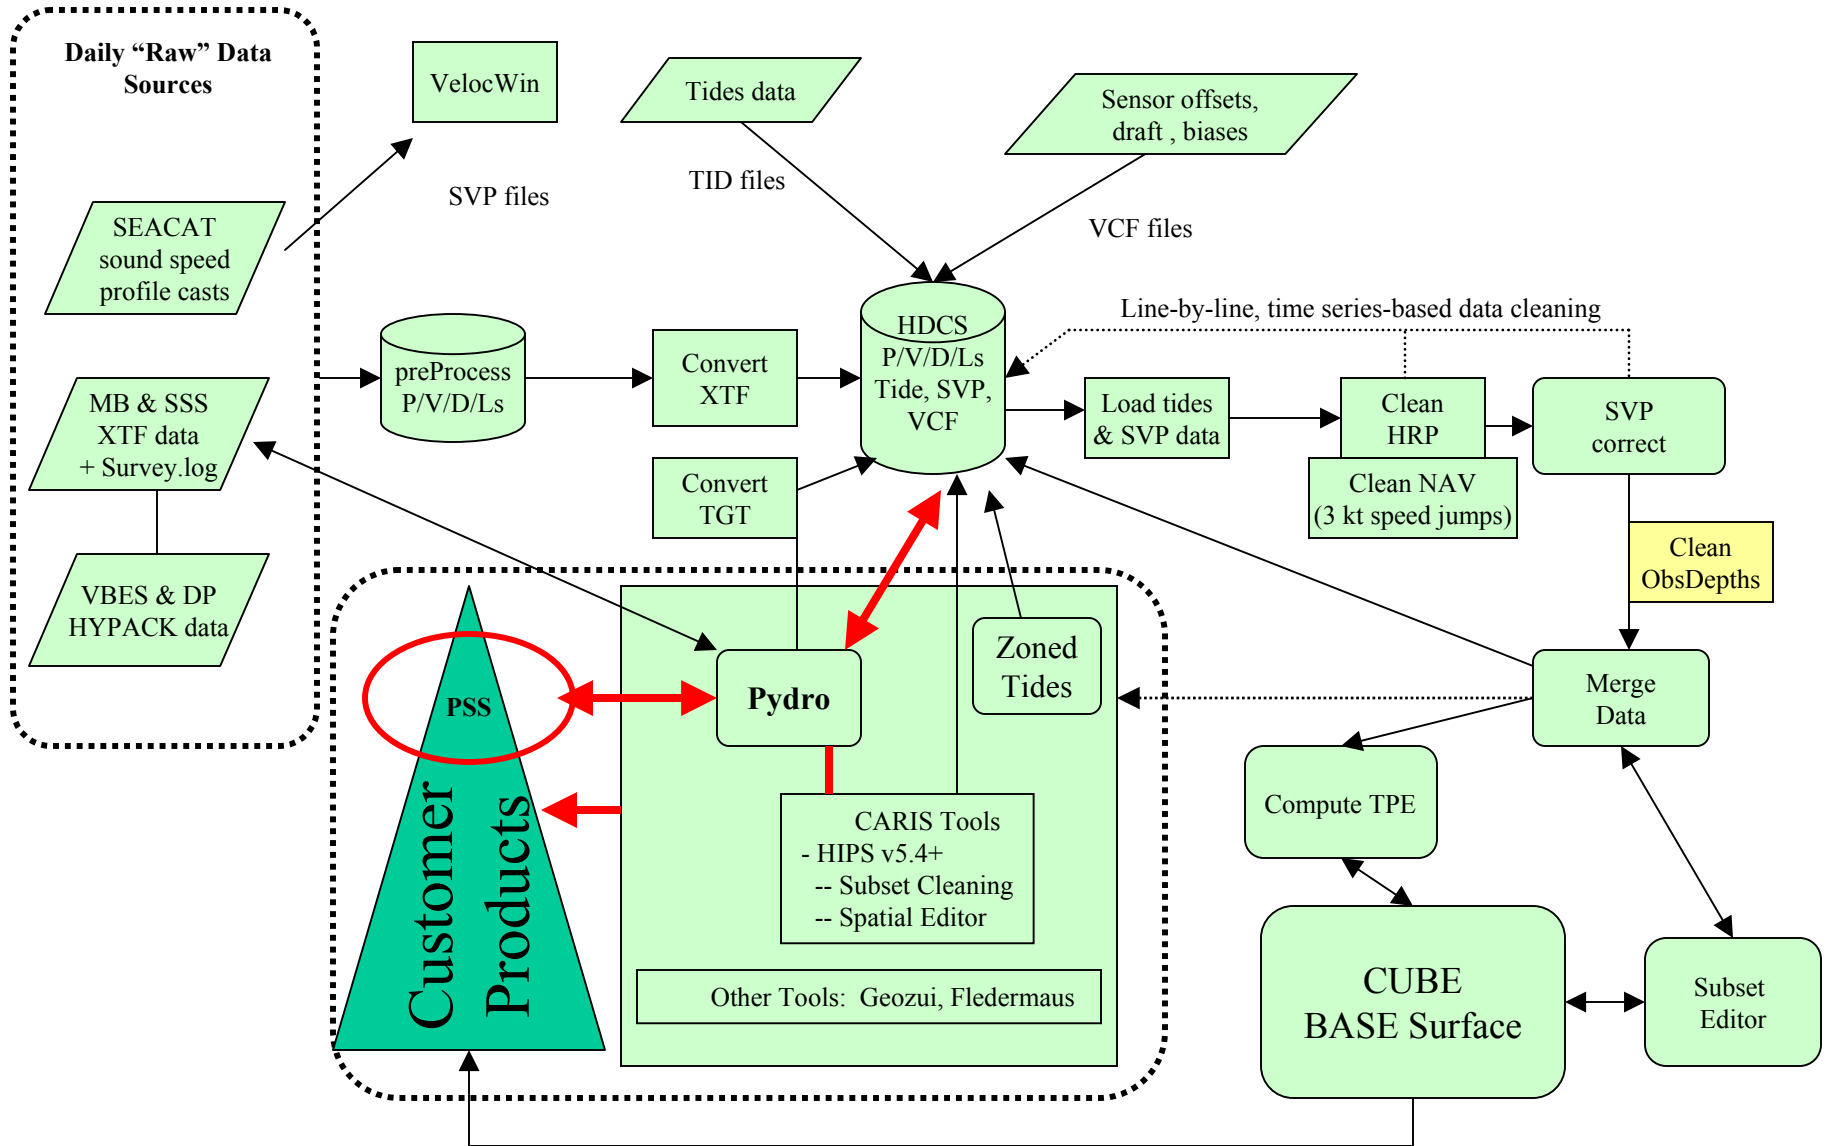 Daily “Raw” Data
Sources
VelocWin
Tides data
Sensor offsets,
draft , biases
SVP files
TID files
VCF files
SEACAT
sound speed
profile casts
Line-by-line, time series-based data cleaning
preProcess
P/V/D/Ls
Convert
XTF
HDCS
P/V/D/Ls
Tide, SVP,
VCF
Load tides
& SVP data
Clean
HRP
SVP
correct
MB & SSS
XTF data
+ Survey.log
Convert
TGT
Clean NAV
(3 kt speed jumps)
Clean
ObsDepths
VBES & DP
HYPACK data
PSS
Customer
Products
Pydro
Zoned
Tides
Merge
Data
CARIS Tools
- HIPS v5.4+
-- Subset Cleaning
-- Spatial Editor
Compute TPE
Other Tools: Geozui, Fledermaus
CUBE
BASE Surface
Subset
Editor